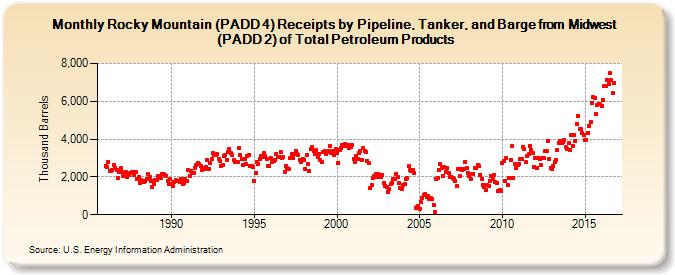 Monthly Rocky Mountain (PADD 4) Receipts by Pipeline, Tanker, and Barge from Midwest
(PADD 2) of Total Petroleum Products
Thousand Barrels
8,000
6,000
4,000
2,000
0
1990 1995 2000 2005 2010 2015
Source: U.S. Energy Information Administration